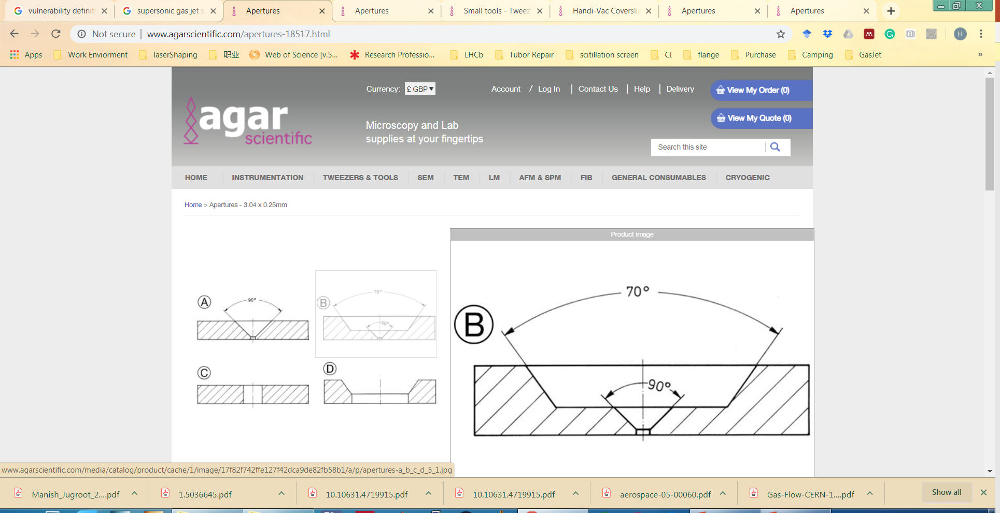 vulnerability definiti
supersonic gas jet s
Apertures
Apertures
Small tools - Tweez
Handi-Vac Coverslip
Apertures
Apertures
Not secure | www.agarscientific.com/apertures-18517.html
H
Apps
Work Enviorment
laserShaping
职业
Web of Science [v.5...
Research Professio...
LHCb
Tubor Repair
scitillation screen
CI
flange
Purchase
Camping
GasJet
»
Currency: £ GBP
Account / Log In | Contact Us | Help | Delivery
View My Order (0)
View My Quote (0)
agar
scientific
Microscopy and Lab
supplies at your fingertips
Search this site
HOME
INSTRUMENTATION
TWEEZERS & TOOLS
SEM
TEM
LM
AFM & SPM
FIB
GENERAL CONSUMABLES
CRYOGENIC
Home > Apertures - 3.04 x 0.25mm
Product image
A
90°
B
70°
90°
C
D
B
70°
90°
www.agarscientific.com/media/catalog/product/cache/1/image/17f82f742ffe127f42dca9de82fb58b1/a/p/apertures-a_b_c_d_5_1.jpg
Manish_Jugroot_2....pdf
1.5036645.pdf
10.10631.4719915.pdf
10.10631.4719915.pdf
aerospace-05-00060.pdf
Gas-Flow-CERN-1....pdf
Show all